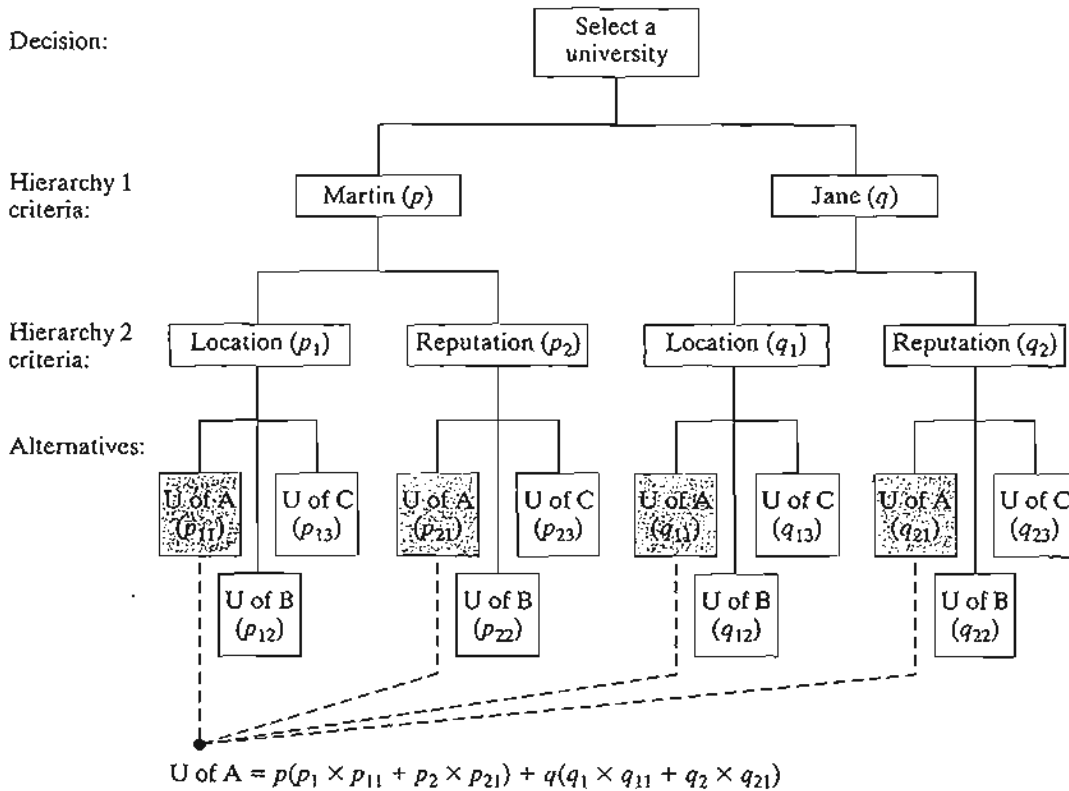 Decision:
Select a
university
Hierarchy 1
criteria:
Martin (p)
Jane (q)
Hierarchy 2
criteria:
Location (p₁)
Reputation (p₂)
Location (q₁)
Reputation (q₂)
Alternatives:
U of A
(p₁₁)
U of C
(p₁₃)
U of A
(p₂₁)
U of C
(p₂₃)
U of A
(q₁₁)
U of C
(q₁₃)
U of A
(q₂₁)
U of C
(q₂₃)
U of B
(p₁₂)
U of B
(p₂₂)
U of B
(q₁₂)
U of B
(q₂₂)
U of A = p(p₁ × p₁₁ + p₂ × p₂₁) + q(q₁ × q₁₁ + q₂ × q₂₁)